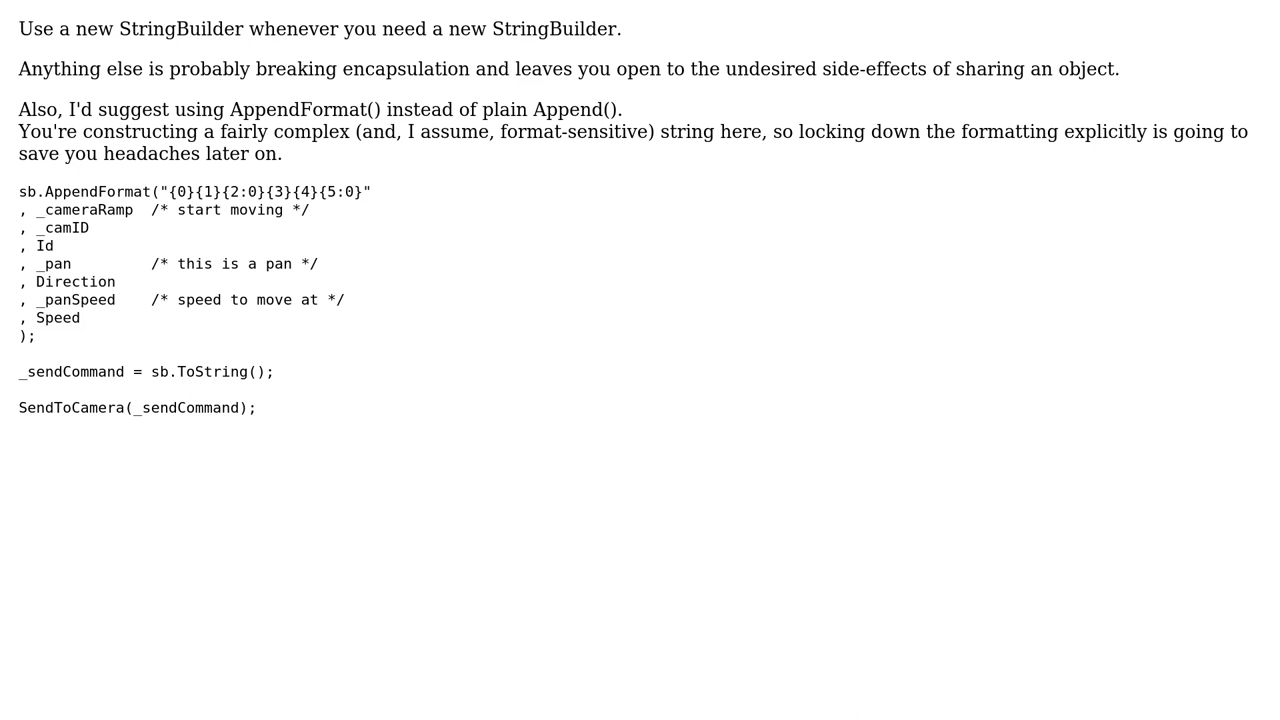 Use a new StringBuilder whenever you need a new StringBuilder.
Anything else is probably breaking encapsulation and leaves you open to the undesired side-effects of sharing an object.
Also, I'd suggest using AppendFormat() instead of plain Append().
You're constructing a fairly complex (and, I assume, format-sensitive) string here, so locking down the formatting explicitly is going to
save you headaches later on.
sb.AppendFormat("{0}{1}{2:0}{3}{4}{5:0}"
, _cameraRamp  /* start moving */
, _camID
, Id
, _pan         /* this is a pan */
, Direction
, _panSpeed    /* speed to move at */
, Speed
);
_sendCommand = sb.ToString();
SendToCamera(_sendCommand);